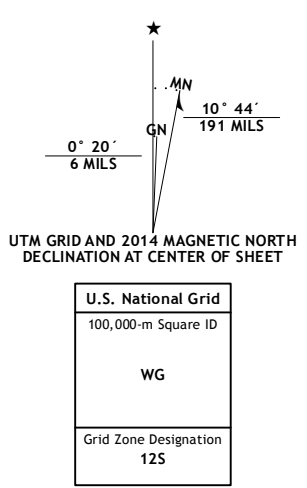 ★
MN
10° 44´
191 MILS
GN
0° 20´
6 MILS
UTM GRID AND 2014 MAGNETIC NORTH
DECLINATION AT CENTER OF SHEET
U.S. National Grid
100,000-m Square ID
WG
Grid Zone Designation
12S